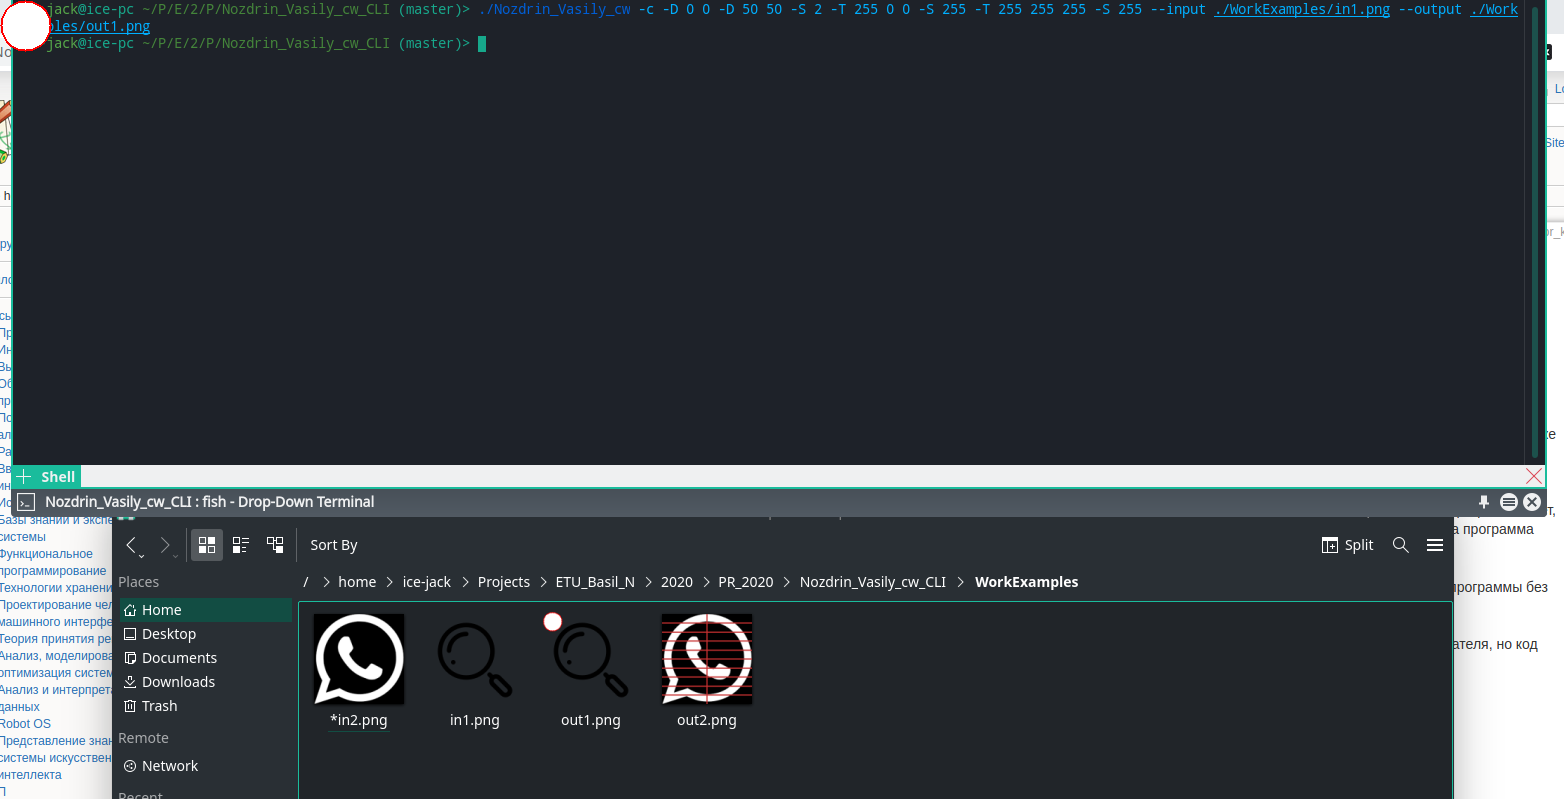 jack@ice-pc ~/P/E/2/P/Nozdrin_Vasily_cw_CLI (master)> ./Nozdrin_Vasily_cw -c -D 0 0 -D 50 50 -S 2 -T 255 0 0 -S 255 -T 255 255 255 -S 255 --input ./WorkExamples/in1.png --output ./Work
ples/out1.png
jack@ice-pc ~/P/E/2/P/Nozdrin_Vasily_cw_CLI (master)>
Shell
Nozdrin_Vasily_cw_CLI : fish - Drop-Down Terminal
Sort By
Split
Places
Home
Desktop
Documents
Downloads
Trash
Remote
Network
Recent
/ > home > ice-jack > Projects > ETU_Basil_N > 2020 > PR_2020 > Nozdrin_Vasily_cw_CLI > WorkExamples
*in2.png
in1.png
out1.png
out2.png
Базы знаний и экспе
системы
Функциональное
программирование
Технологии хранени
Проектирование чел
машинного интерфе
Теория принятия ре
Анализ, моделирова
оптимизация систем
Анализ и интерпрета
данных
Robot OS
Представление знан
системы искусствен
интеллекта
П
а программа
программы без
ателя, но код
Site